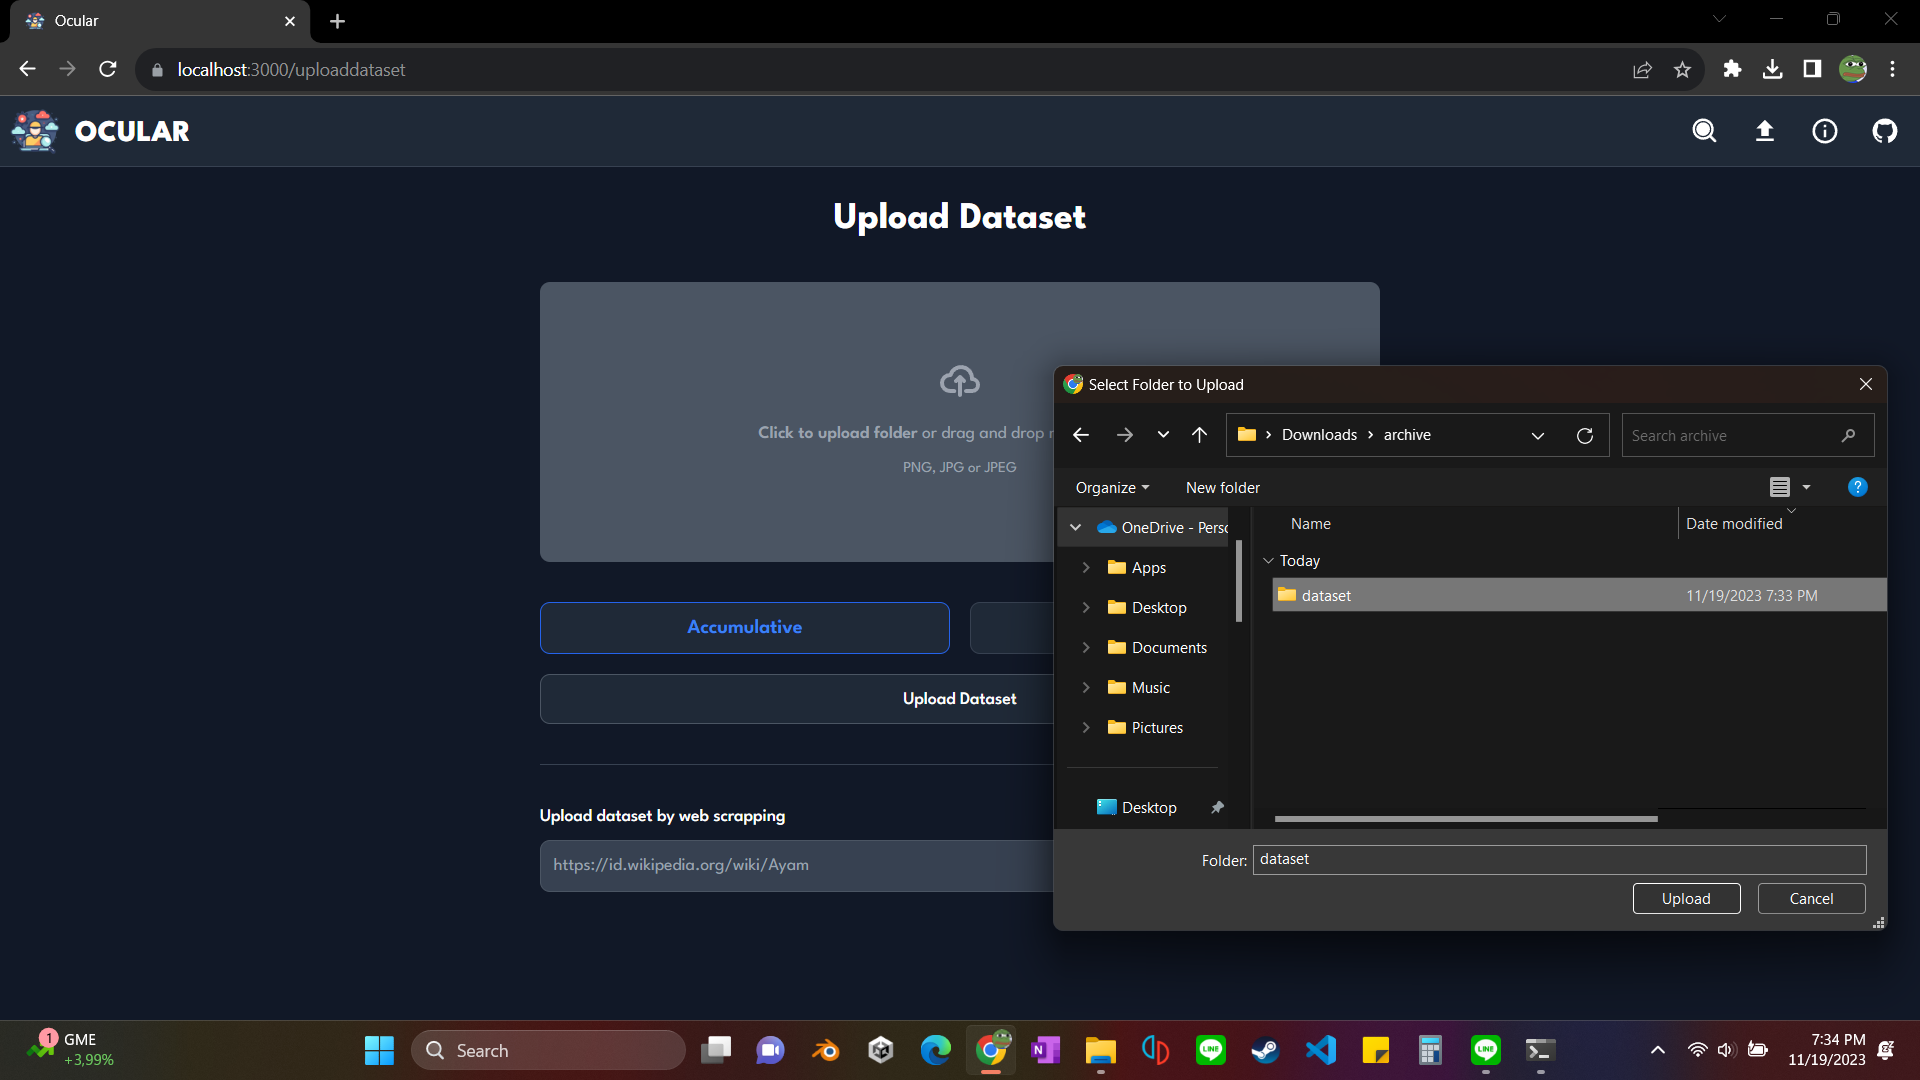 Ocular
localhost:3000/uploaddataset
OCULAR
Upload Dataset
Click to upload folder or drag and drop
PNG, JPG or JPEG
Accumulative
Upload Dataset
Upload dataset by web scrapping
https://id.wikipedia.org/wiki/Ayam
Select Folder to Upload
Downloads
archive
Search archive
Organize
New folder
Name
Date modified
OneDrive - Perso
Today
dataset
11/19/2023 7:33 PM
Apps
Desktop
Documents
Music
Pictures
Desktop
Folder:
dataset
Upload
Cancel
1
GME
+3,99%
Search
N
LINE
LINE
7:34 PM
11/19/2023